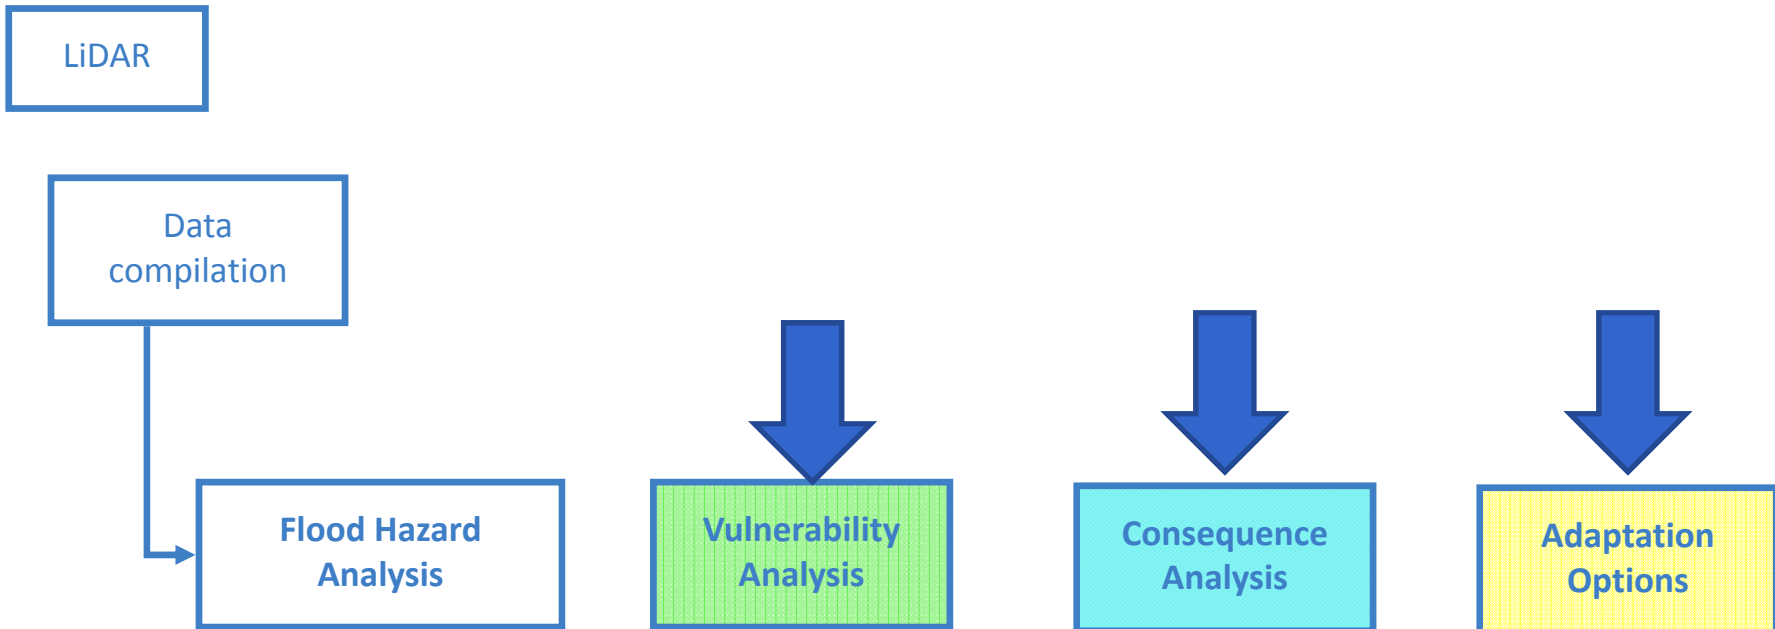 LiDAR
Data
compilation
Flood Hazard
Analysis
Vulnerability
Analysis
Consequence
Analysis
Adaptation
Options